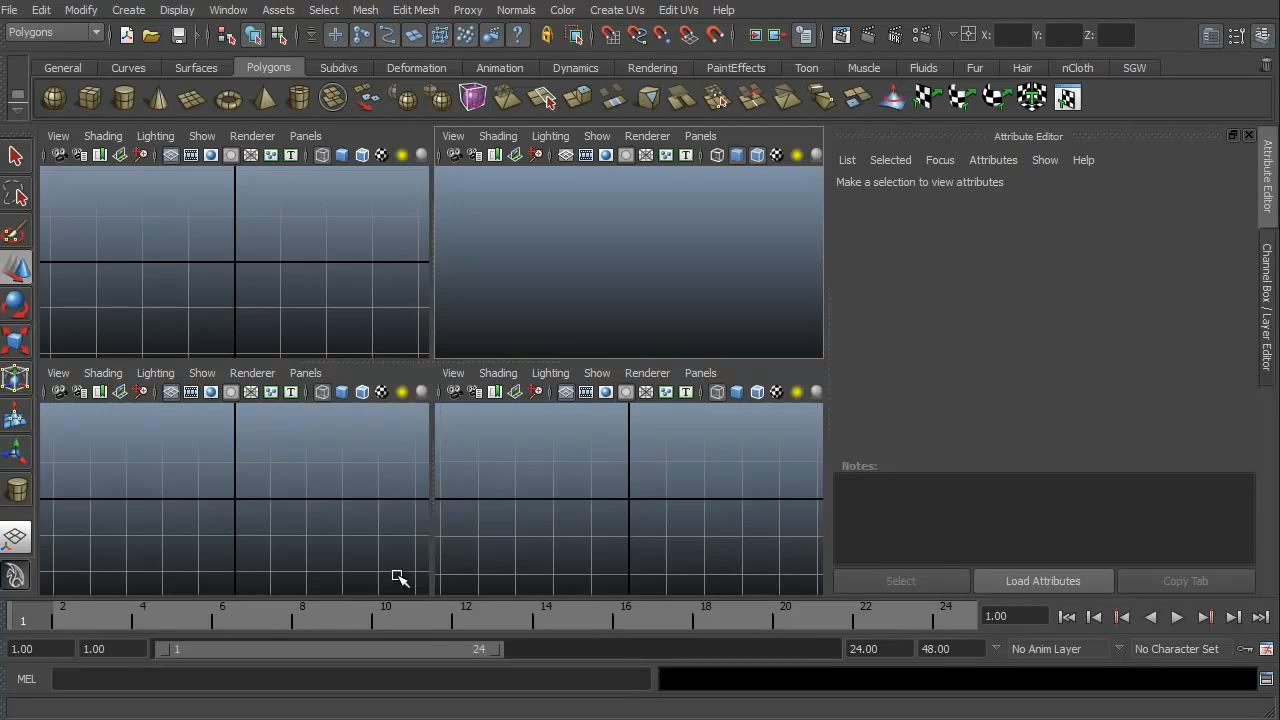 File Edit Modify Create Display Window Assets Select Mesh Edit Mesh Proxy Normals Color Create UVs Edit UVs Help
Polygons X: Y: Z:
General Curves Surfaces Polygons Subdivs Deformation Animation Dynamics Rendering PaintEffects Toon Muscle Fluids Fur Hair nCloth SGW
View Shading Lighting Show Renderer Panels
View Shading Lighting Show Renderer Panels
Attribute Editor
List Selected Focus Attributes Show Help
Make a selection to view attributes
Attribute Editor
Channel Box / Layer Editor
View Shading Lighting Show Renderer Panels
View Shading Lighting Show Renderer Panels
Notes:
Select Load Attributes Copy Tab
1 2 4 6 8 10 12 14 16 18 20 22 24 1.00
1.00 1.00 1 24 24.00 48.00 No Anim Layer No Character Set
MEL